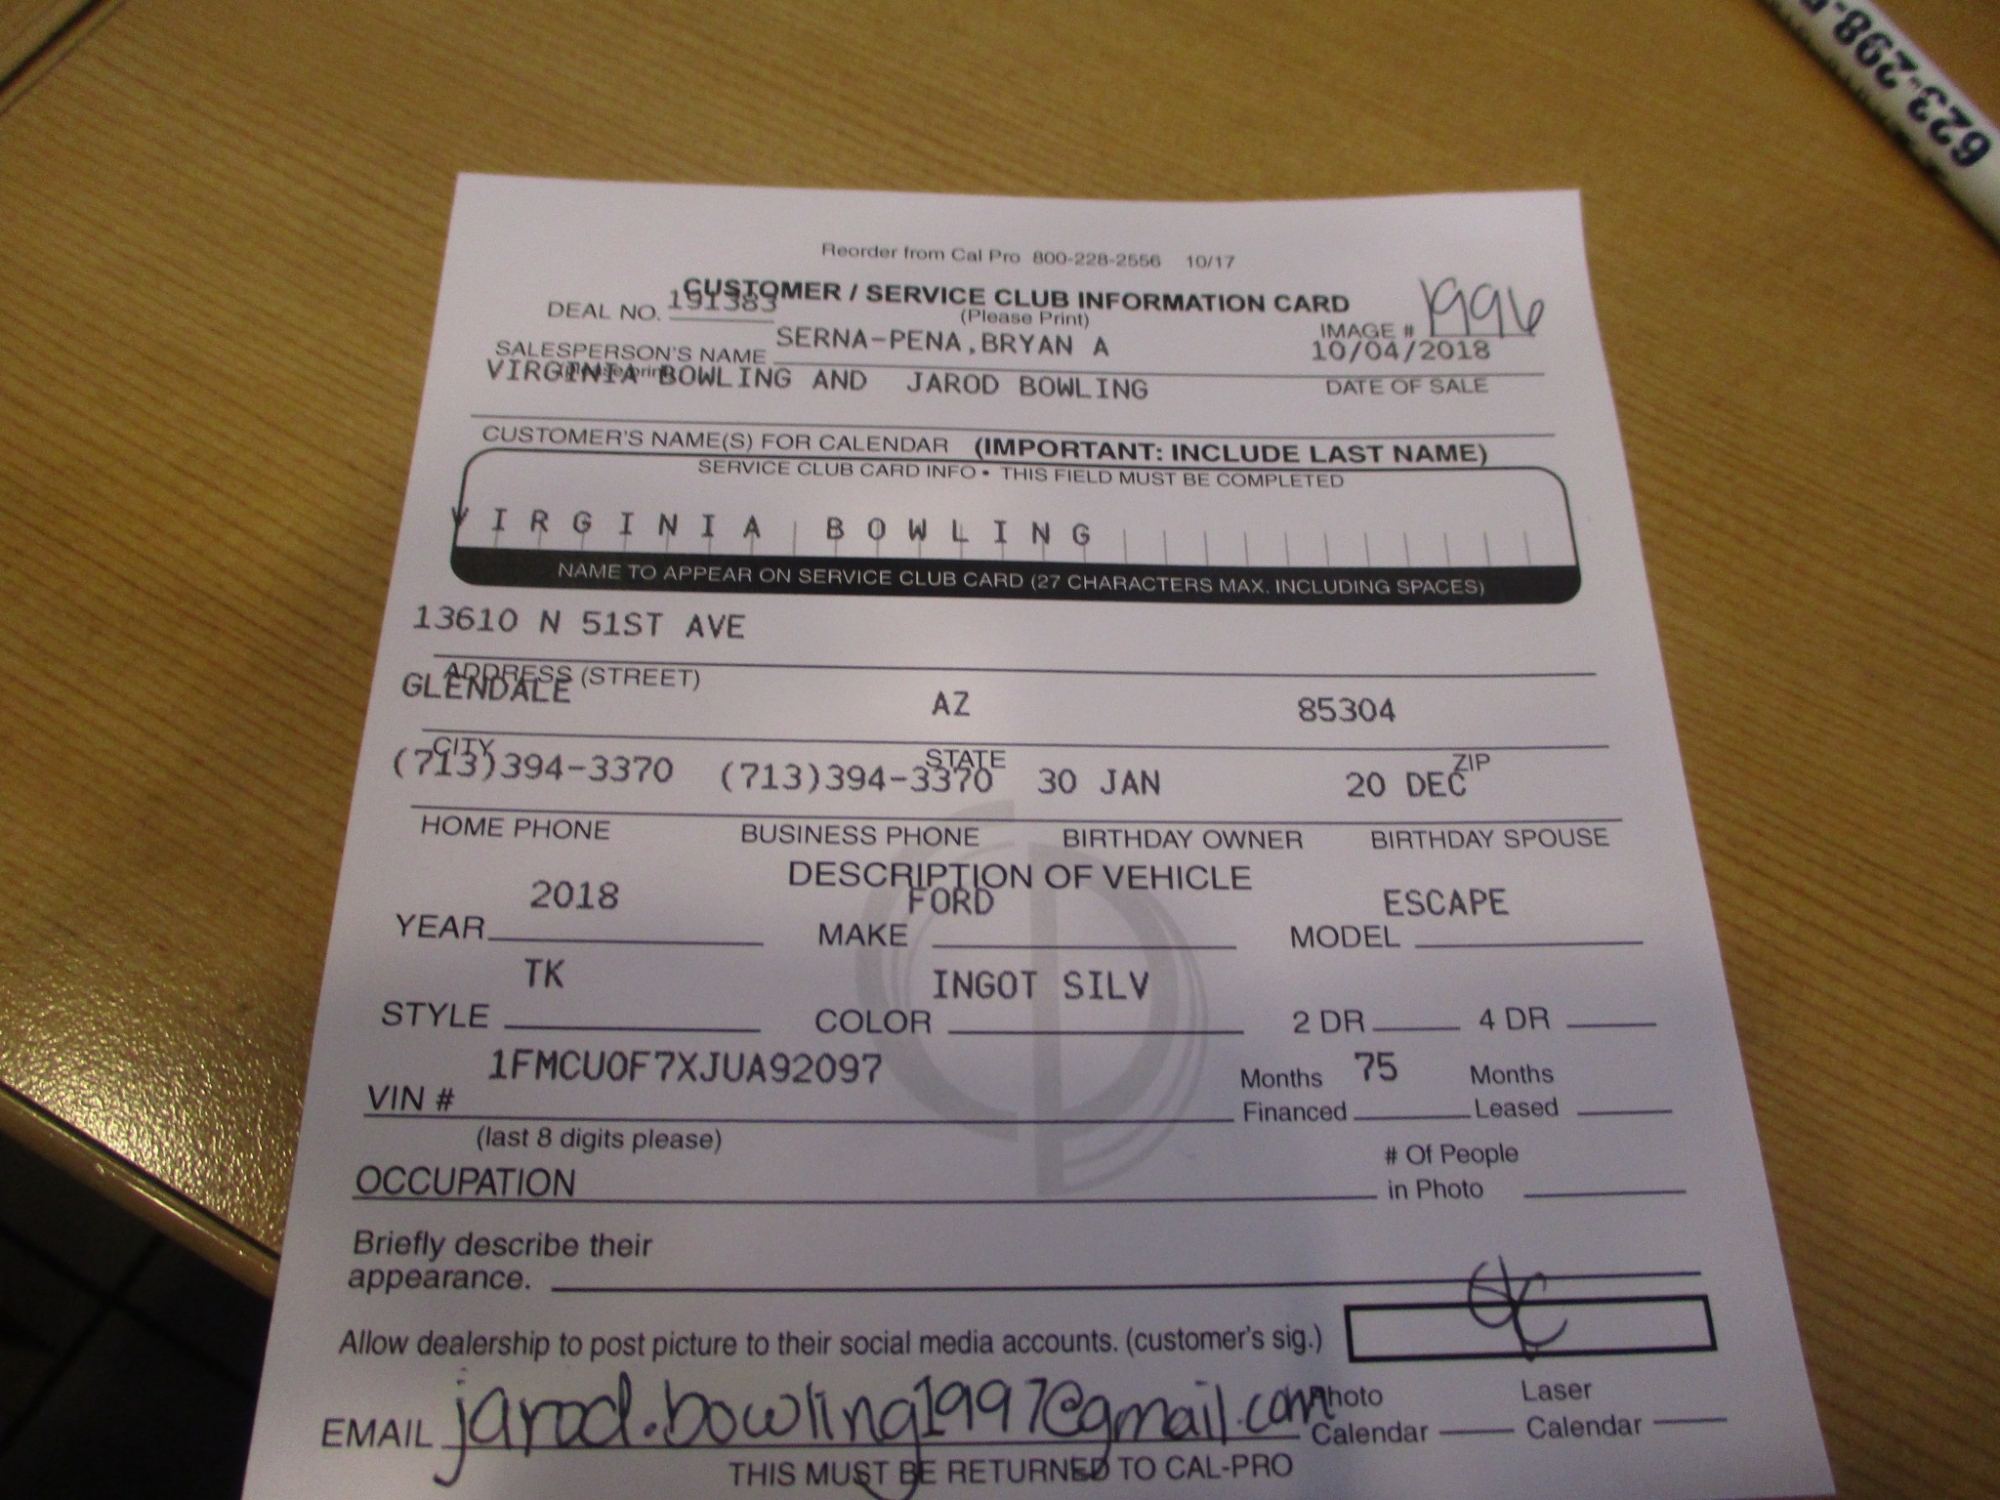 623-298-5
Reorder from Cal Pro 800-228-2556 10/17
CUSTOMER / SERVICE CLUB INFORMATION CARD
(Please Print)
DEAL NO. 191383
IMAGE # 1996
SALESPERSON'S NAME SERNA-PENA,BRYAN A
(please print)
10/04/2018
DATE OF SALE
VIRGINIA BOWLING AND JAROD BOWLING
CUSTOMER'S NAME(S) FOR CALENDAR (IMPORTANT: INCLUDE LAST NAME)
SERVICE CLUB CARD INFO • THIS FIELD MUST BE COMPLETED
VIRGINIA BOWLING
NAME TO APPEAR ON SERVICE CLUB CARD (27 CHARACTERS MAX. INCLUDING SPACES)
13610 N 51ST AVE
ADDRESS (STREET)
GLENDALE AZ 85304
CITY STATE ZIP
(713)394-3370 (713)394-3370 30 JAN 20 DEC
HOME PHONE BUSINESS PHONE BIRTHDAY OWNER BIRTHDAY SPOUSE
DESCRIPTION OF VEHICLE
YEAR 2018 MAKE FORD MODEL ESCAPE
STYLE TK COLOR INGOT SILV 2 DR 4 DR
VIN # 1FMCU0F7XJUA92097 Months Financed 75 Months Leased
(last 8 digits please)
OCCUPATION # Of People in Photo
Briefly describe their
appearance.
Allow dealership to post picture to their social media accounts. (customer's sig.)
EMAIL jarod.bowling1997@gmail.com Photo Calendar Laser Calendar
THIS MUST BE RETURNED TO CAL-PRO